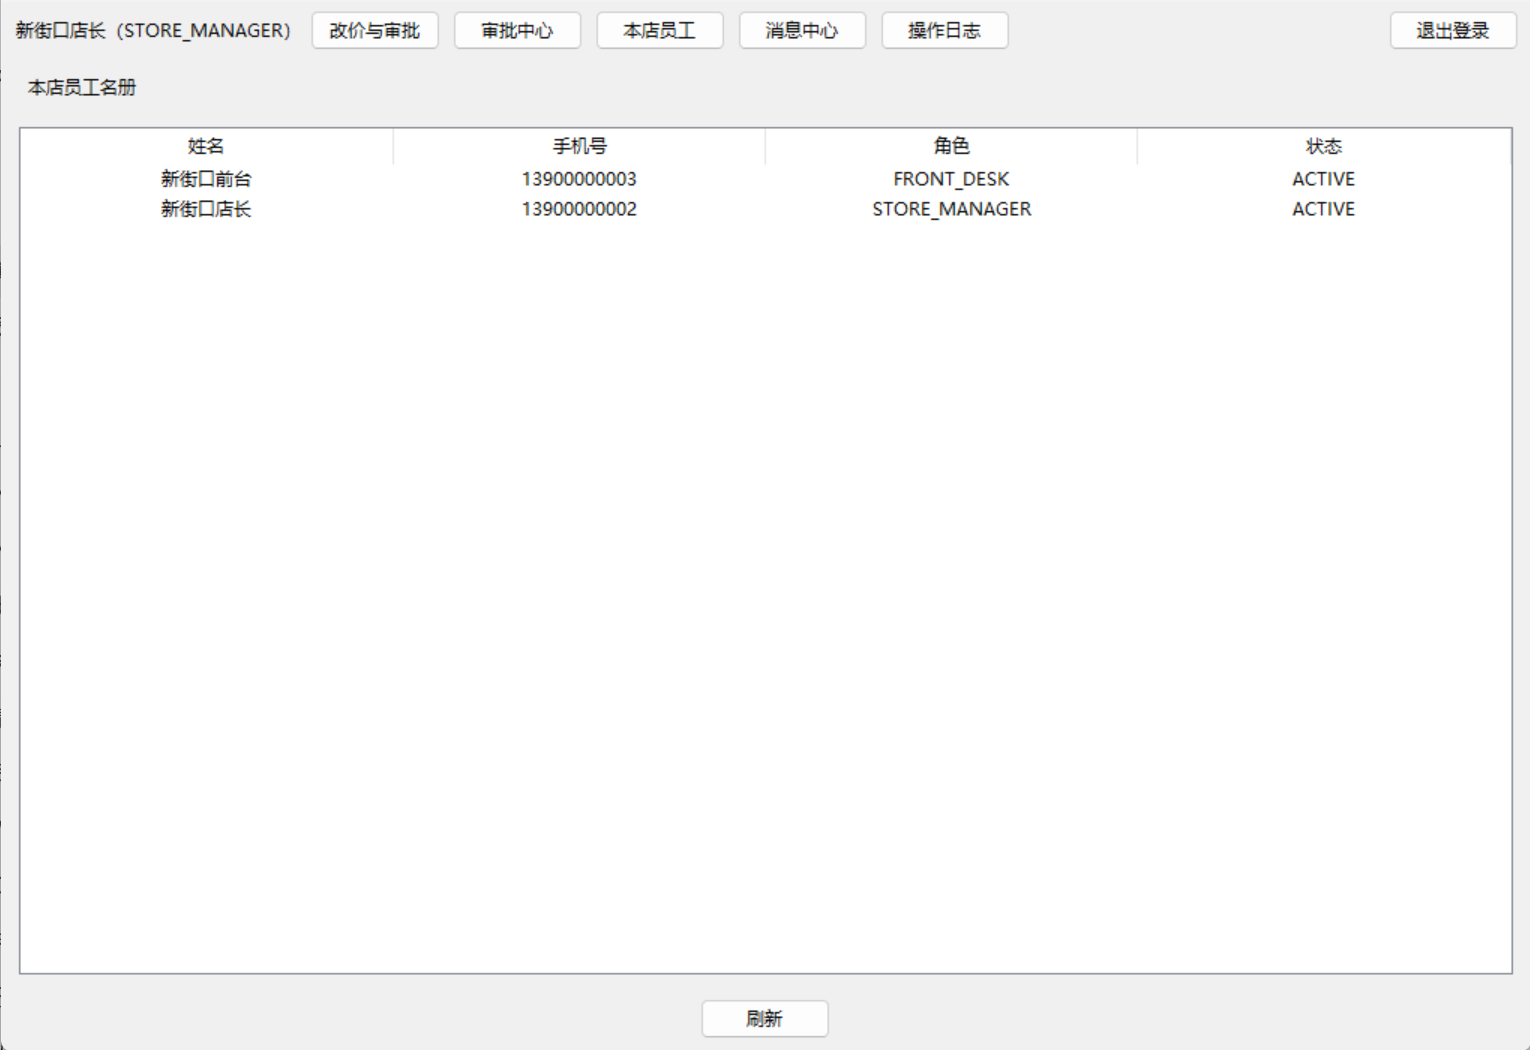 新街口店长（STORE_MANAGER） 改价与审批 审批中心 本店员工 消息中心 操作日志 退出登录
本店员工名册
姓名 手机号 角色 状态
新街口前台 13900000003 FRONT_DESK ACTIVE
新街口店长 13900000002 STORE_MANAGER ACTIVE
刷新